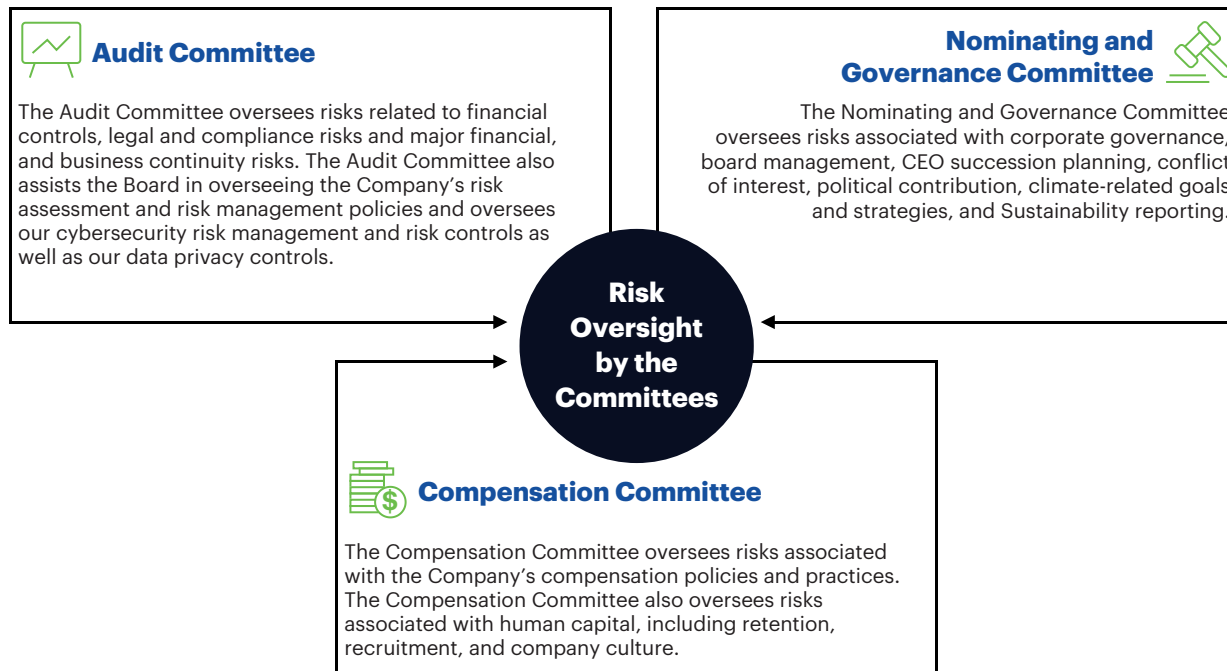 Audit Committee
The Audit Committee oversees risks related to financial
controls, legal and compliance risks and major financial,
and business continuity risks. The Audit Committee also
assists the Board in overseeing the Company’s risk
assessment and risk management policies and oversees
our cybersecurity risk management and risk controls as
well as our data privacy controls.
Nominating and
Governance Committee
The Nominating and Governance Committee
oversees risks associated with corporate governance,
board management, CEO succession planning, conflict
of interest, political contribution, climate-related goals
and strategies, and Sustainability reporting.
Risk
Oversight
by the
Committees
$
Compensation Committee
The Compensation Committee oversees risks associated
with the Company’s compensation policies and practices.
The Compensation Committee also oversees risks
associated with human capital, including retention,
recruitment, and company culture.